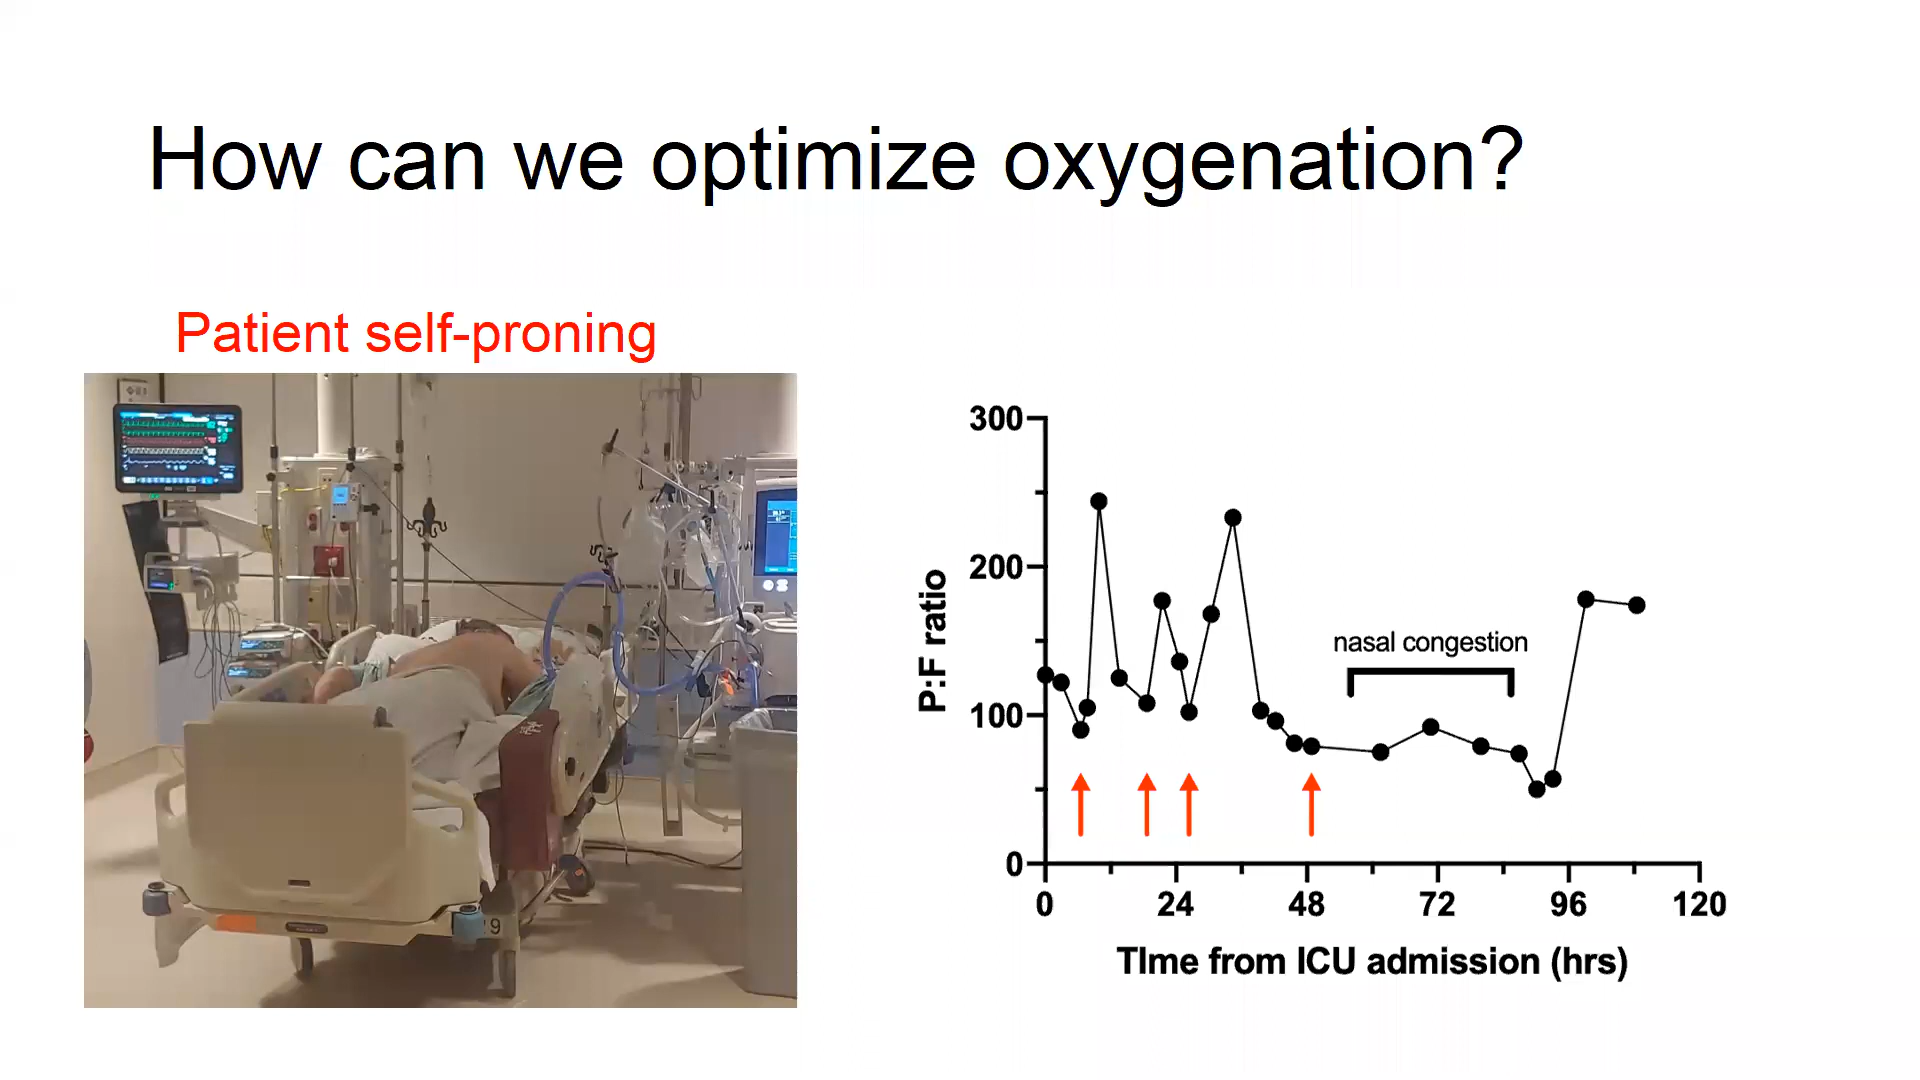 How can we optimize oxygenation?
Patient self-proning
300
200
100
0
P:F ratio
nasal congestion
0 24 48 72 96 120
TIme from ICU admission (hrs)
9